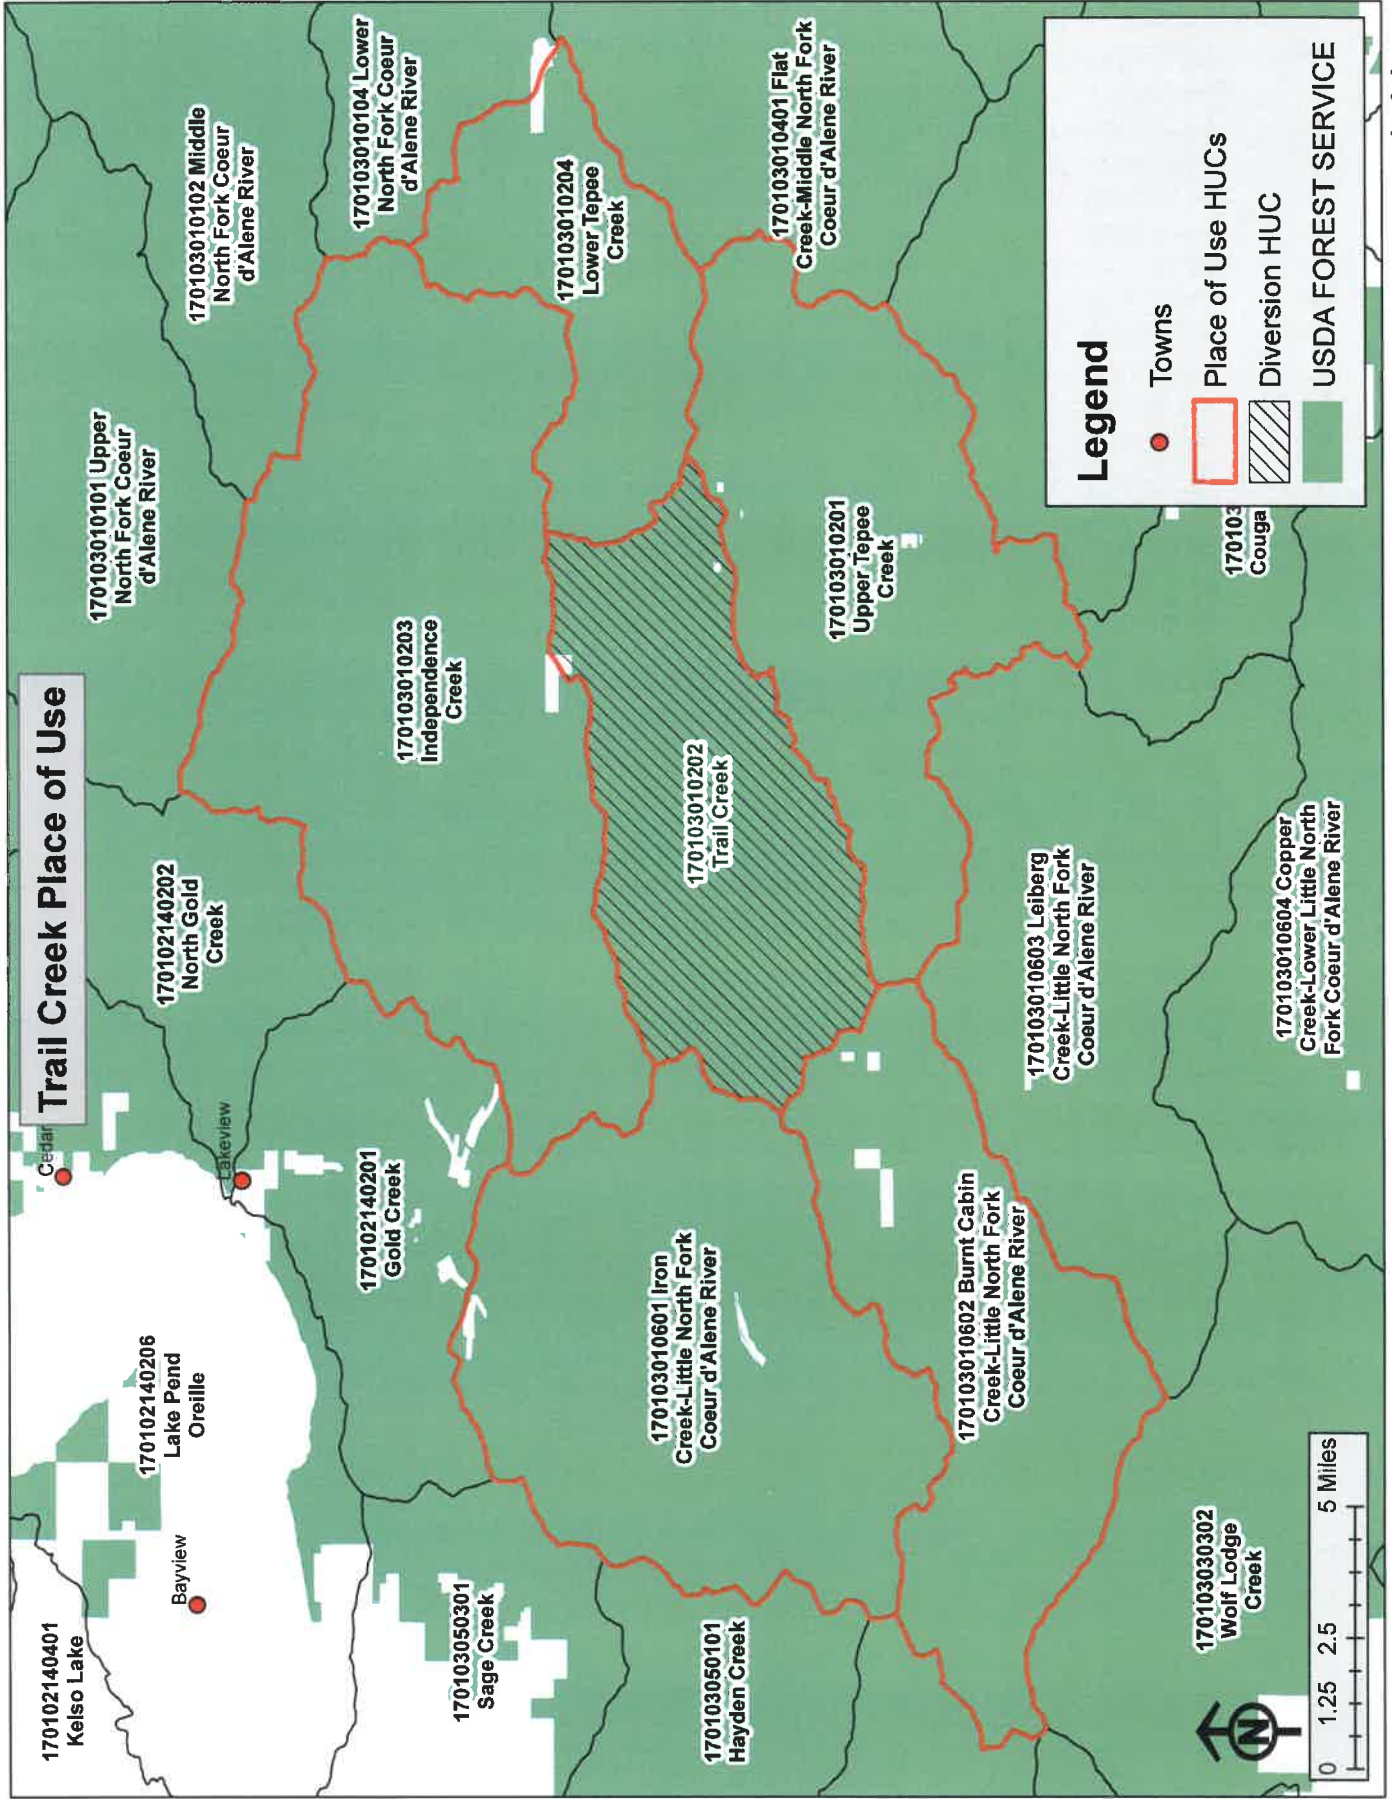 Trail Creek Place of Use
170102140401
Kelso Lake
Bayview
170102140206
Lake Pend
Oreille
Cedar
Lakeview
170102140202
North Gold
Creek
170103010101 Upper
North Fork Coeur
d'Alene River
170103010102 Middle
North Fork Coeur
d'Alene River
170103010104 Lower
North Fork Coeur
d'Alene River
170102140201
Gold Creek
170103010203
Independence
Creek
170103010204
Lower Tepee
Creek
170103050301
Sage Creek
170103010601 Iron
Creek-Little North Fork
Coeur d'Alene River
170103010202
Trail Creek
170103010401 Flat
Creek-Middle North Fork
Coeur d'Alene River
170103050101
Hayden Creek
170103010201
Upper Tepee
Creek
170103010602 Burnt Cabin
Creek-Little North Fork
Coeur d'Alene River
170103010603 Leiberg
Creek-Little North Fork
Coeur d'Alene River
170103030302
Wolf Lodge
Creek
170103010604 Copper
Creek-Lower Little North
Fork Coeur d'Alene River
170103
Couga
Legend
Towns
Place of Use HUCs
Diversion HUC
USDA FOREST SERVICE
N
0 1.25 2.5 5 Miles